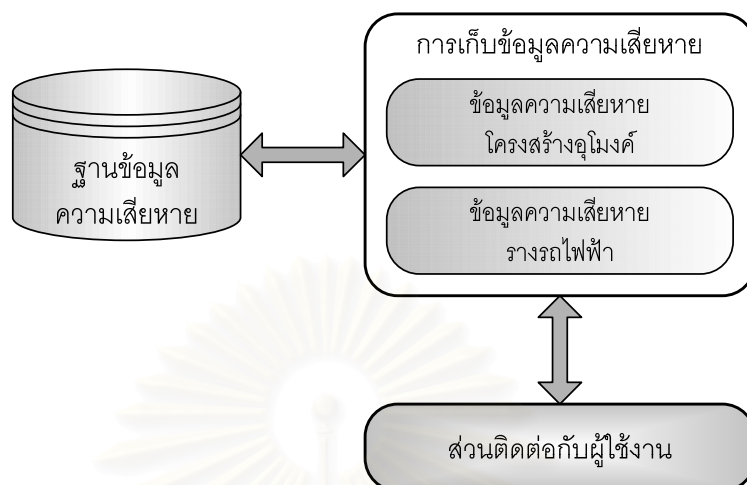 การเก็บข้อมูลความเสียหาย
ข้อมูลความเสียหาย
โครงสร้างอุโมงค์
ข้อมูลความเสียหาย
รางรถไฟฟ้า
ฐานข้อมูล
ความเสียหาย
ส่วนติดต่อกับผู้ใช้งาน